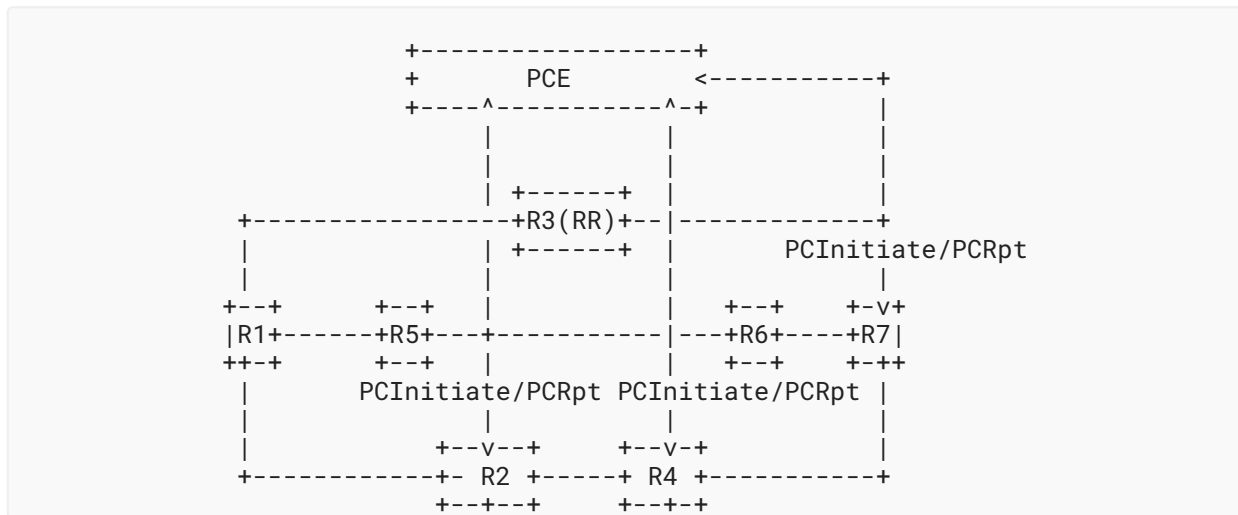 PCE
R3(RR)
PCInitiate/PCRpt
R1 R5 R6 R7
PCInitiate/PCRpt PCInitiate/PCRpt
R2 R4